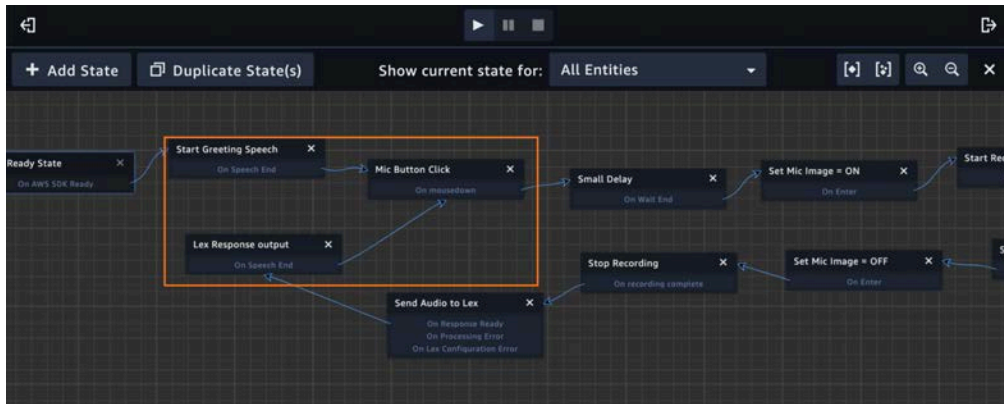 + Add State
Duplicate State(s)
Show current state for:
All Entities
Ready State
On AWS SDK Ready
Start Greeting Speech
On Speech End
Mic Button Click
On mousedown
Small Delay
On Wait End
Set Mic Image = ON
On Enter
Start Rec
Lex Response output
On Speech End
Send Audio to Lex
On Response Ready
On Processing Error
On Lex Configuration Error
Stop Recording
On recording complete
Set Mic Image = OFF
On Enter
S